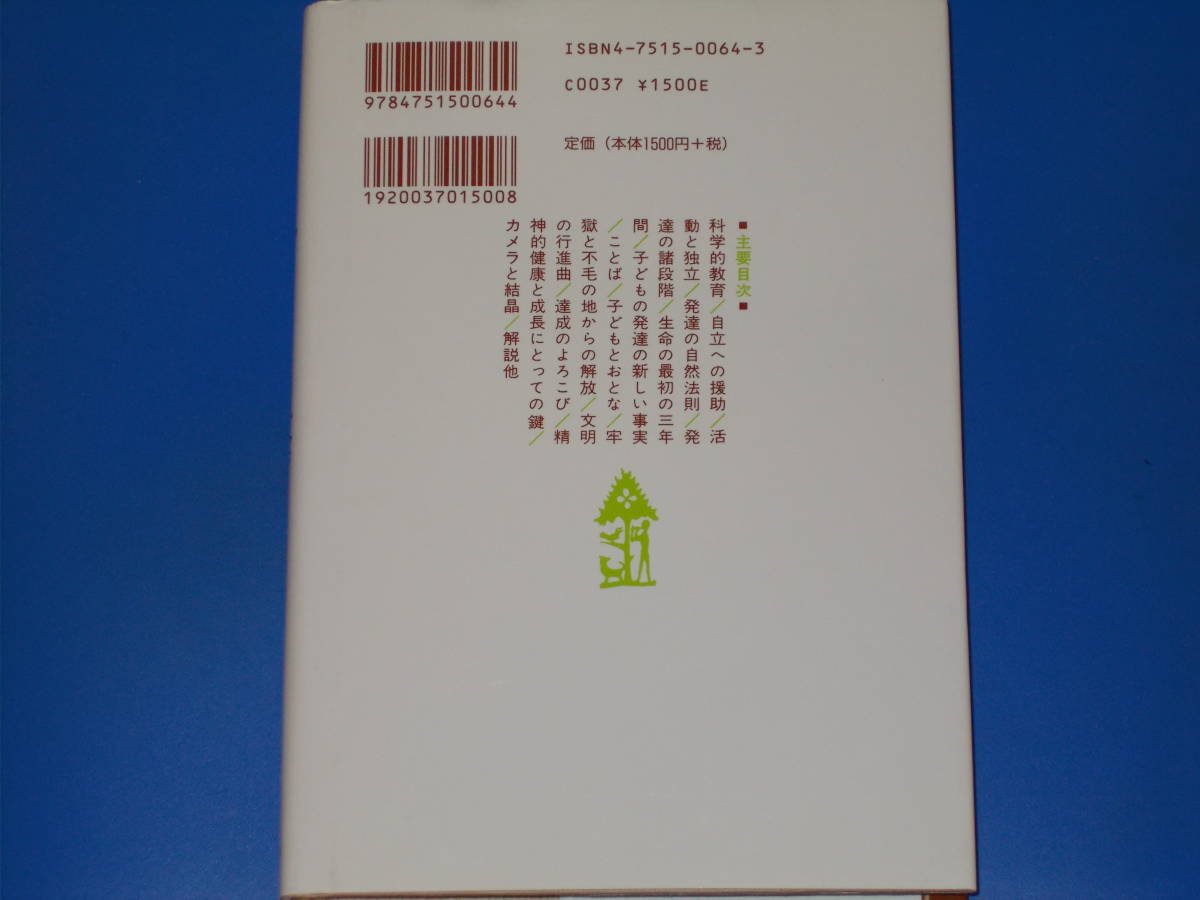 ISBN4-7515-0064-3
9784751500644
C0037 ¥1500E
定価（本体1500円＋税）
1920037015008
■主要目次■
科学的教育／自立への援助／活
動と独立／発達の自然法則／発
達の諸段階／生命の最初の三年
間／子どもの発達の新しい事実
／ことば／子どもとおとな／牢
獄と不毛の地からの解放／文明
の行進曲／達成のよろこび／精
神的健康と成長にとっての鍵／
カメラと結晶／解説他